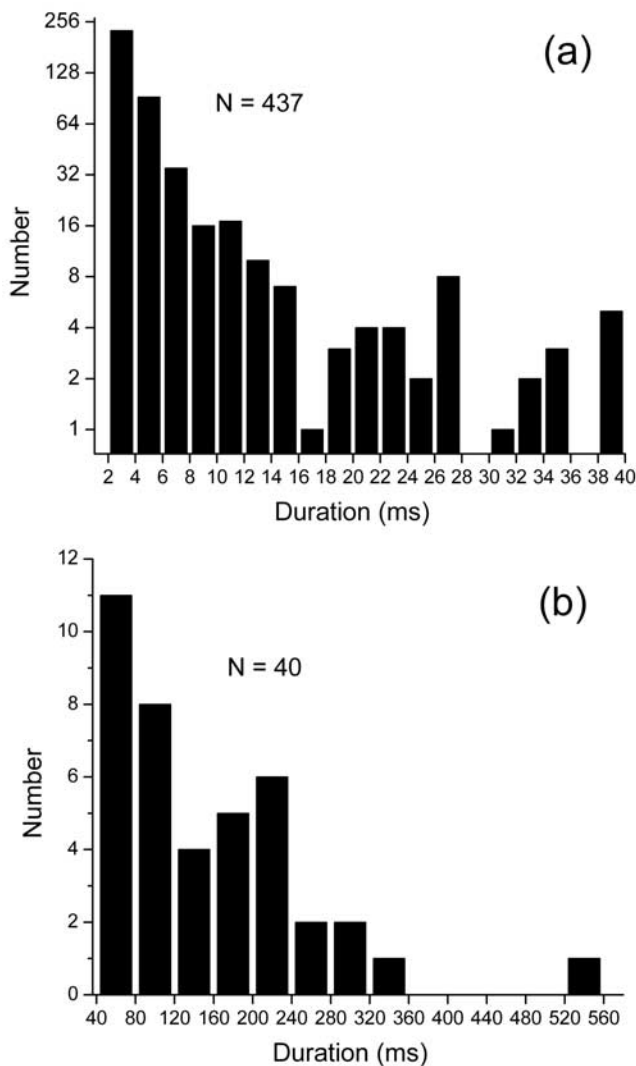 (a)
N = 437
256
128
64
32
16
8
4
2
1
Number
2 4 6 8 10 12 14 16 18 20 22 24 26 28 30 32 34 36 38 40
Duration (ms)
(b)
N = 40
12
10
8
6
4
2
0
Number
40 80 120 160 200 240 280 320 360 400 440 480 520 560
Duration (ms)